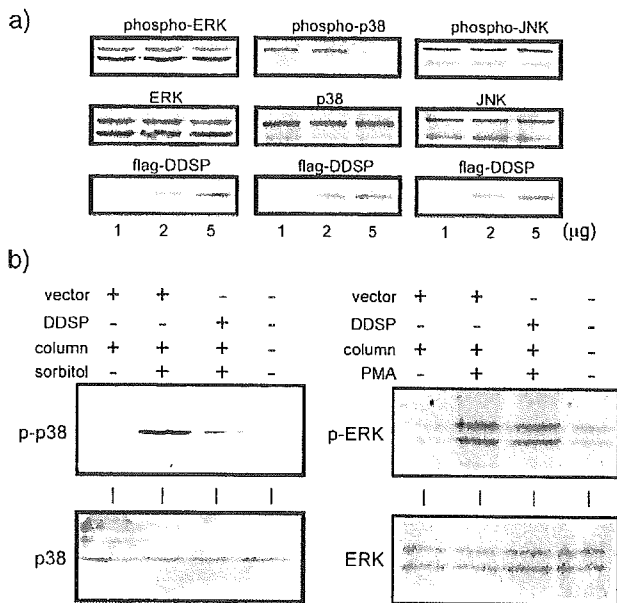 a)
phospho-ERK phospho-p38 phospho-JNK
ERK p38 JNK
flag-DDSP flag-DDSP flag-DDSP
1 2 5 1 2 5 1 2 5 (μg)
b)
vector + + - - vector + + - -
DDSP - - + - DDSP - - + -
column + + + - column + + + -
sorbitol - + + - PMA - + + -
p-p38 p-ERK
p38 ERK